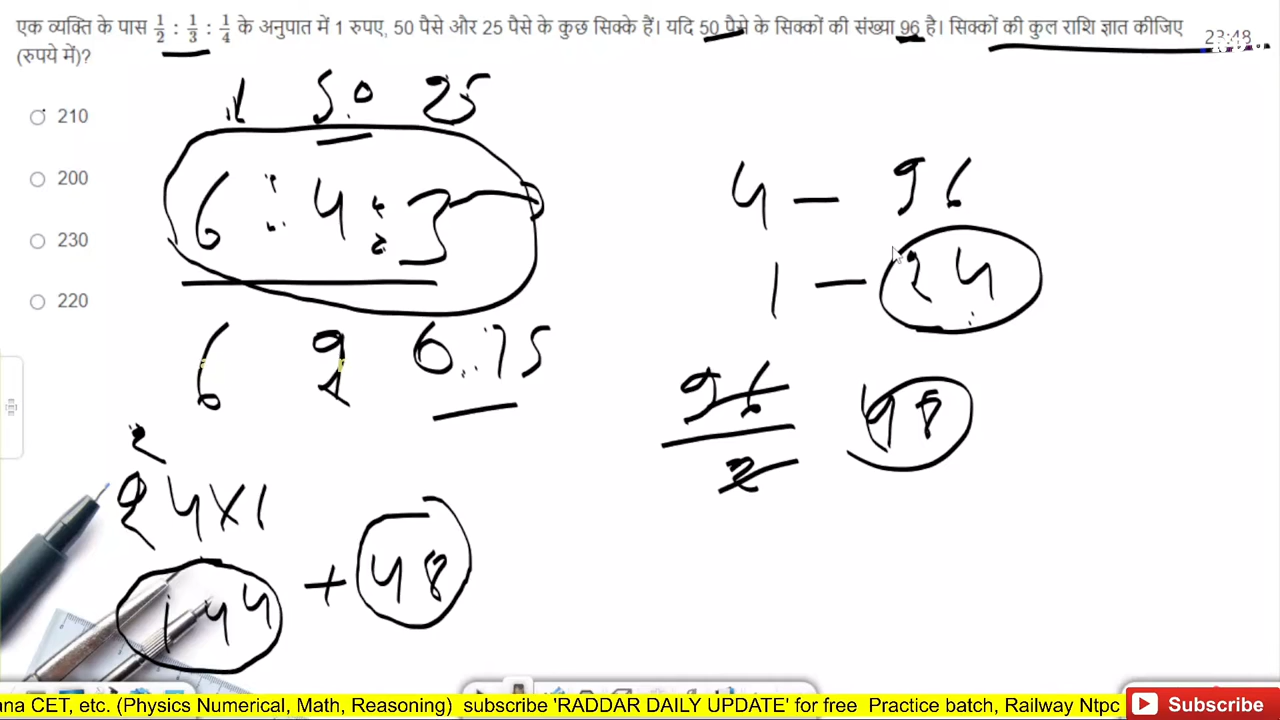 एक व्यक्ति के पास 1/2 : 1/3 : 1/4 के अनुपात में 1 रुपए, 50 पैसे और 25 पैसे के कुछ सिक्के हैं। यदि 50 पैसे के सिक्कों की संख्या 96 है। सिक्कों की कुल राशि ज्ञात कीजिए
(रुपये में)?
23:48
210
200
230
220
1 50 25
6 : 4 : 3
6 2 6.75
4 - 96
1 - 24
96/2 48
24x1
144 + 48
ana CET, etc. (Physics Numerical, Math, Reasoning) subscribe 'RADDAR DAILY UPDATE' for free Practice batch, Railway Ntpc
Subscribe